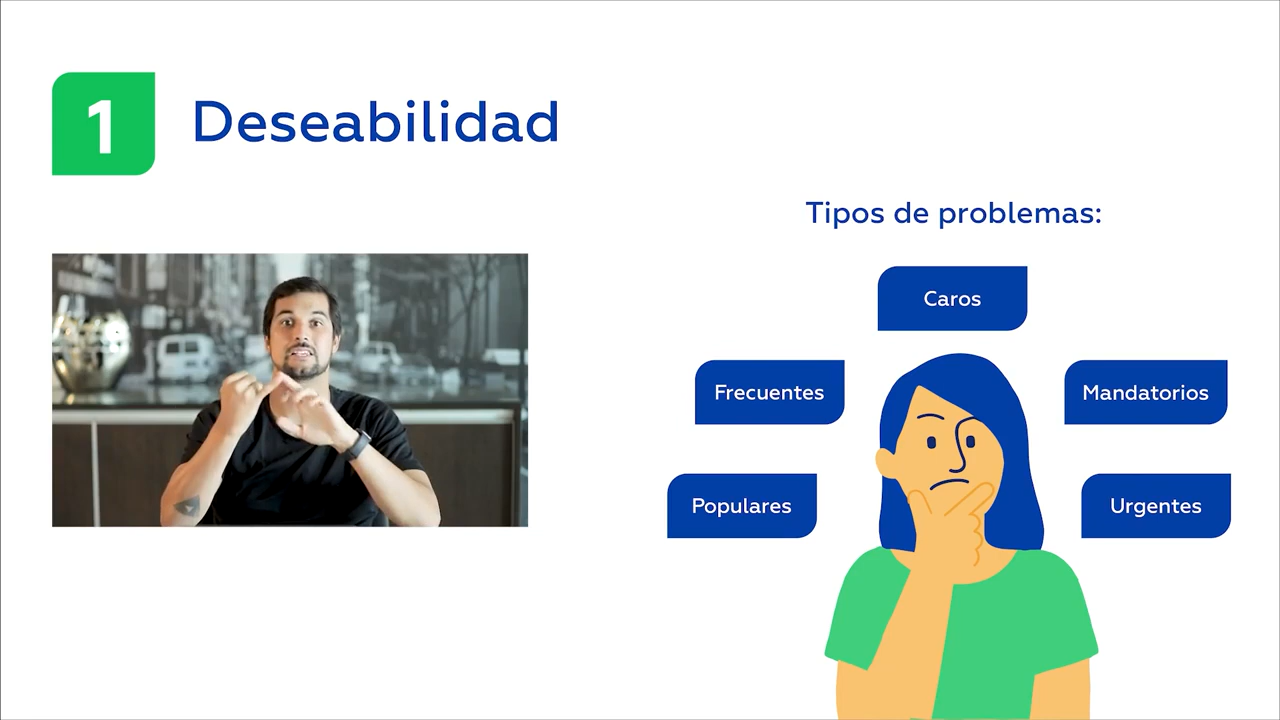 1
Deseabilidad
Tipos de problemas:
Caros
Frecuentes
Mandatorios
Populares
Urgentes